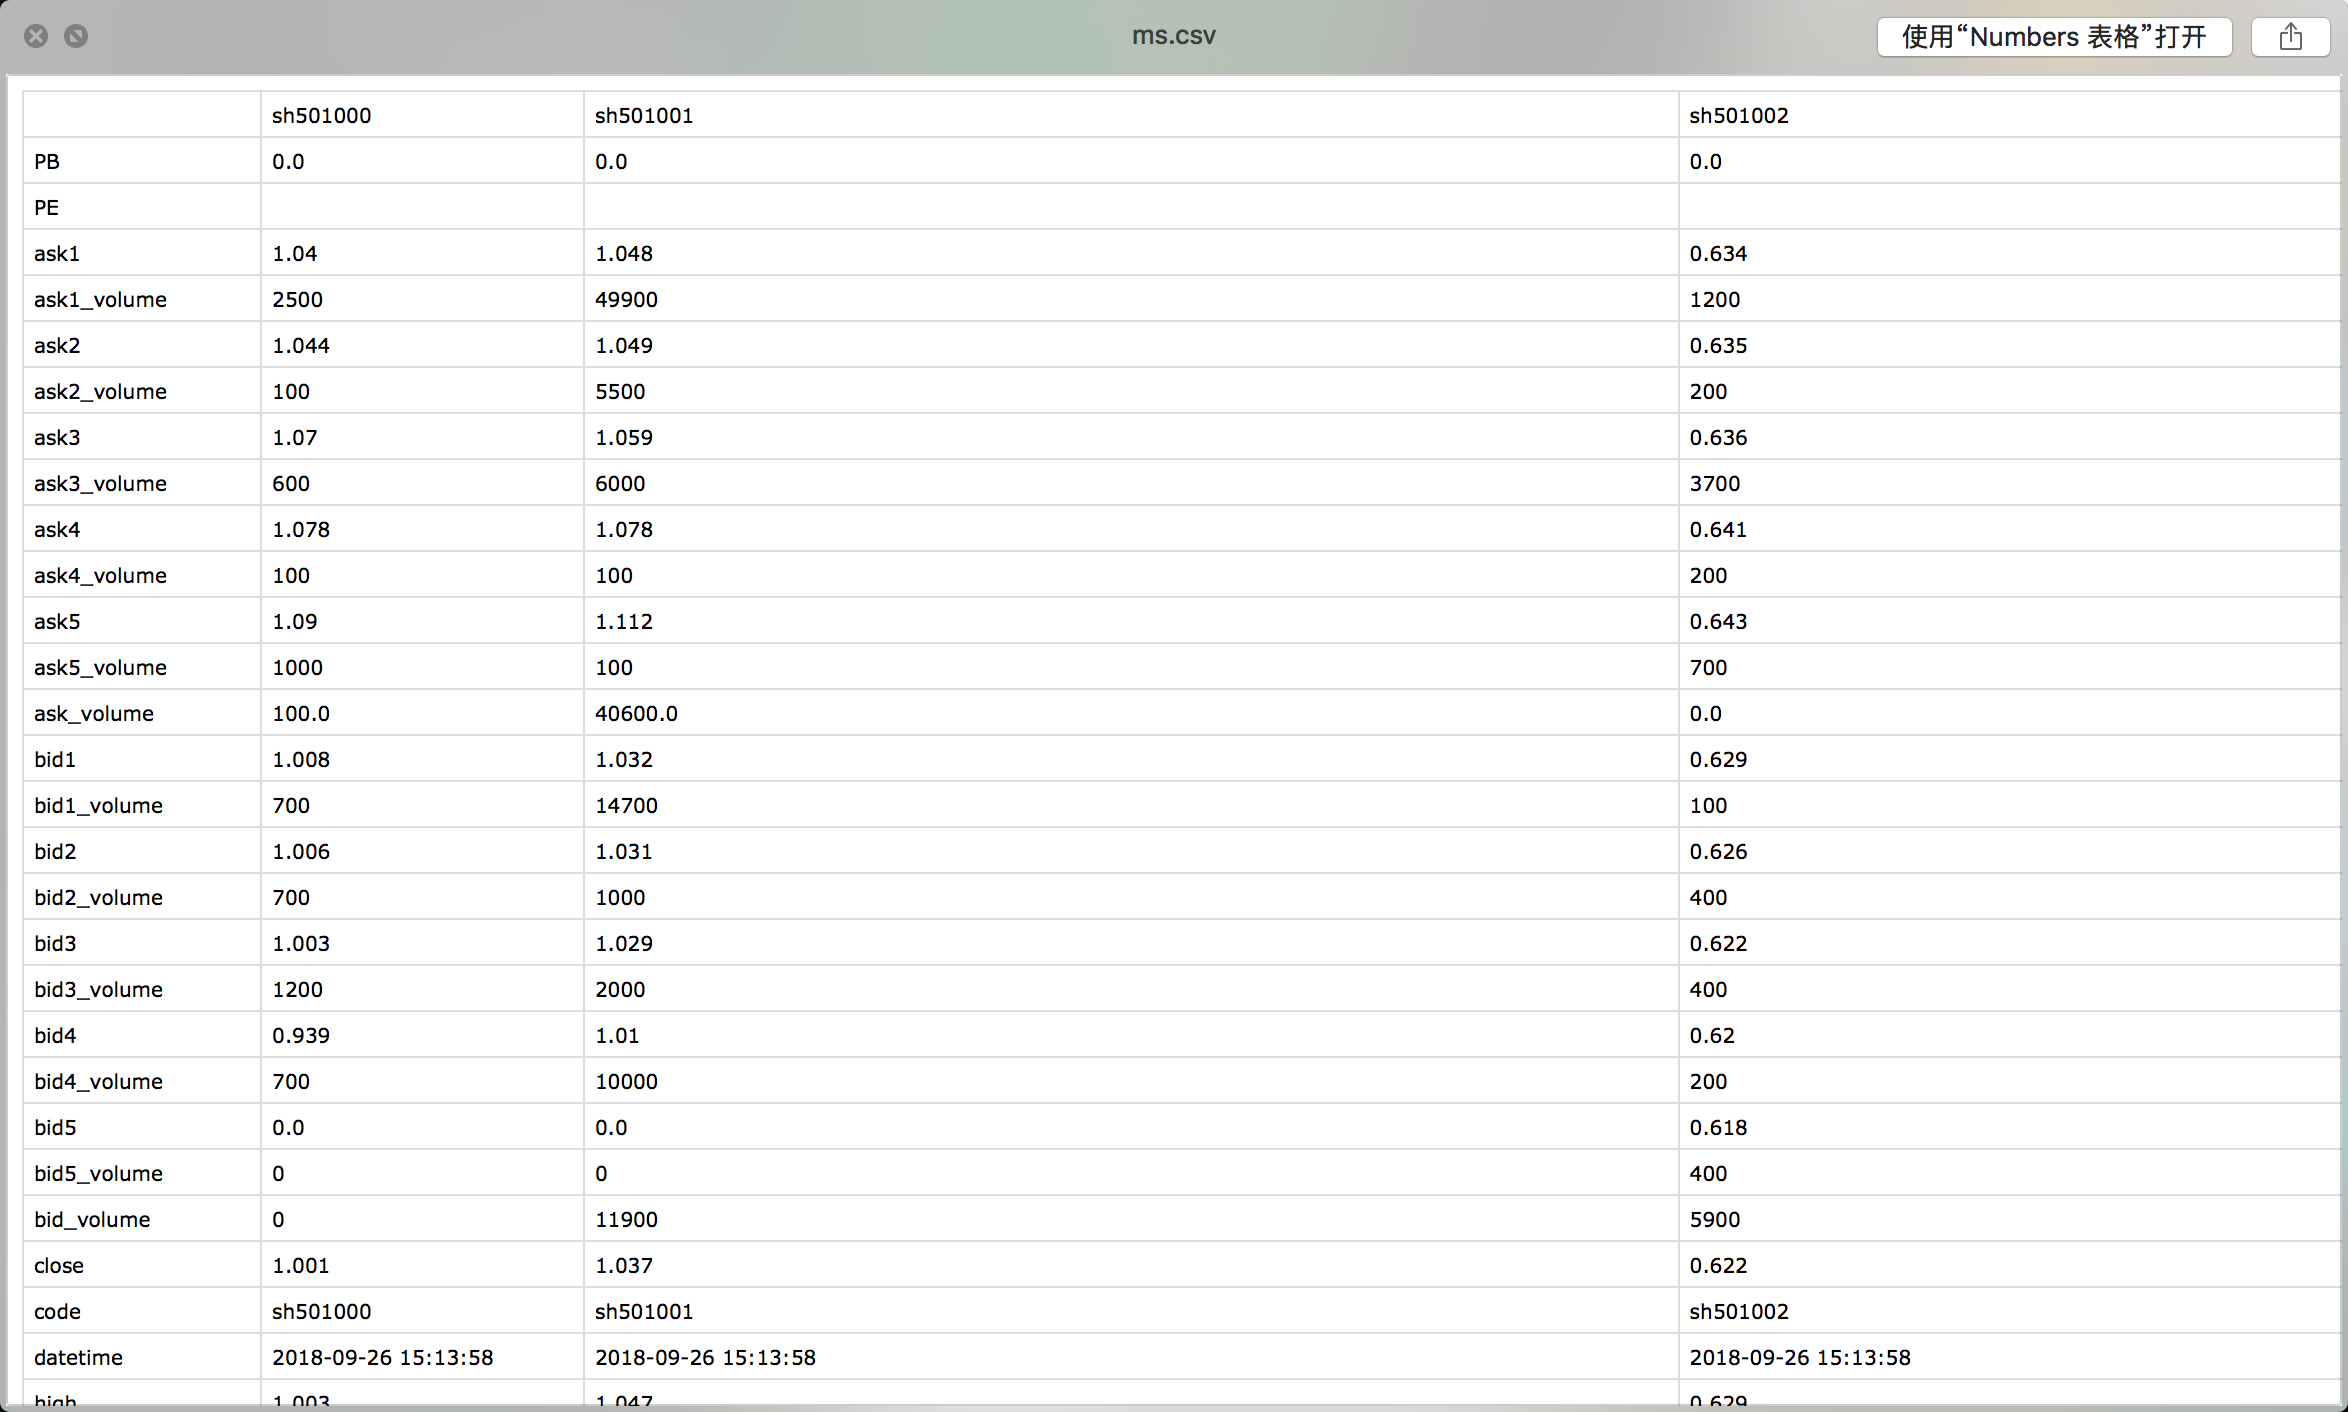 ms.csv
使用“Numbers 表格”打开
sh501000 sh501001 sh501002
PB 0.0 0.0 0.0
PE
ask1 1.04 1.048 0.634
ask1_volume 2500 49900 1200
ask2 1.044 1.049 0.635
ask2_volume 100 5500 200
ask3 1.07 1.059 0.636
ask3_volume 600 6000 3700
ask4 1.078 1.078 0.641
ask4_volume 100 100 200
ask5 1.09 1.112 0.643
ask5_volume 1000 100 700
ask_volume 100.0 40600.0 0.0
bid1 1.008 1.032 0.629
bid1_volume 700 14700 100
bid2 1.006 1.031 0.626
bid2_volume 700 1000 400
bid3 1.003 1.029 0.622
bid3_volume 1200 2000 400
bid4 0.939 1.01 0.62
bid4_volume 700 10000 200
bid5 0.0 0.0 0.618
bid5_volume 0 0 400
bid_volume 0 11900 5900
close 1.001 1.037 0.622
code sh501000 sh501001 sh501002
datetime 2018-09-26 15:13:58 2018-09-26 15:13:58 2018-09-26 15:13:58
high 1.003 1.047 0.629